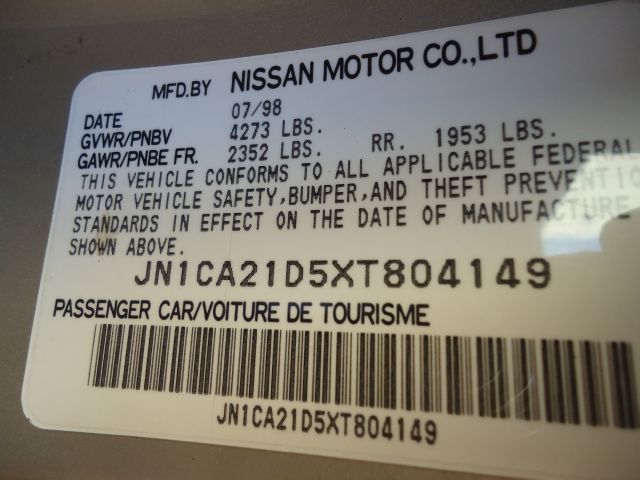 MFD.BY NISSAN MOTOR CO.,LTD
DATE 07/98
GVWR/PNBV 4273 LBS.
GAWR/PNBE FR. 2352 LBS. RR. 1953 LBS.
THIS VEHICLE CONFORMS TO ALL APPLICABLE FEDERAL
MOTOR VEHICLE SAFETY,BUMPER,AND THEFT PREVENTIO
STANDARDS IN EFFECT ON THE DATE OF MANUFACTURE
SHOWN ABOVE.
JN1CA21D5XT804149
PASSENGER CAR/VOITURE DE TOURISME
JN1CA21D5XT804149